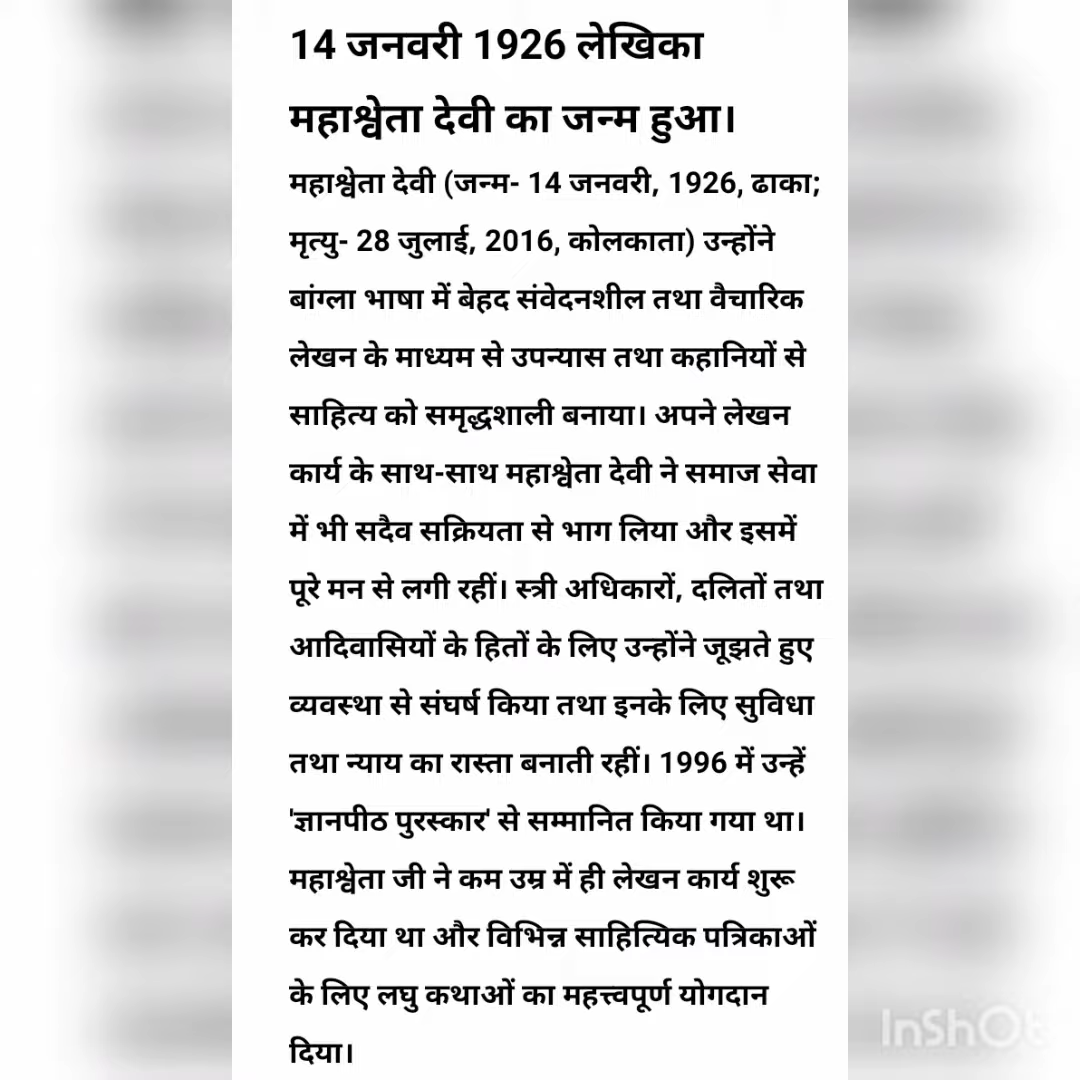 14 जनवरी 1926 लेखिका
महाश्वेता देवी का जन्म हुआ।
महाश्वेता देवी (जन्म- 14 जनवरी, 1926, ढाका;
मृत्यु- 28 जुलाई, 2016, कोलकाता) उन्होंने
बांग्ला भाषा में बेहद संवेदनशील तथा वैचारिक
लेखन के माध्यम से उपन्यास तथा कहानियों से
साहित्य को समृद्धशाली बनाया। अपने लेखन
कार्य के साथ-साथ महाश्वेता देवी ने समाज सेवा
में भी सदैव सक्रियता से भाग लिया और इसमें
पूरे मन से लगी रहीं। स्त्री अधिकारों, दलितों तथा
आदिवासियों के हितों के लिए उन्होंने जूझते हुए
व्यवस्था से संघर्ष किया तथा इनके लिए सुविधा
तथा न्याय का रास्ता बनाती रहीं। 1996 में उन्हें
'ज्ञानपीठ पुरस्कार' से सम्मानित किया गया था।
महाश्वेता जी ने कम उम्र में ही लेखन कार्य शुरू
कर दिया था और विभिन्न साहित्यिक पत्रिकाओं
के लिए लघु कथाओं का महत्त्वपूर्ण योगदान
दिया।
InShOt